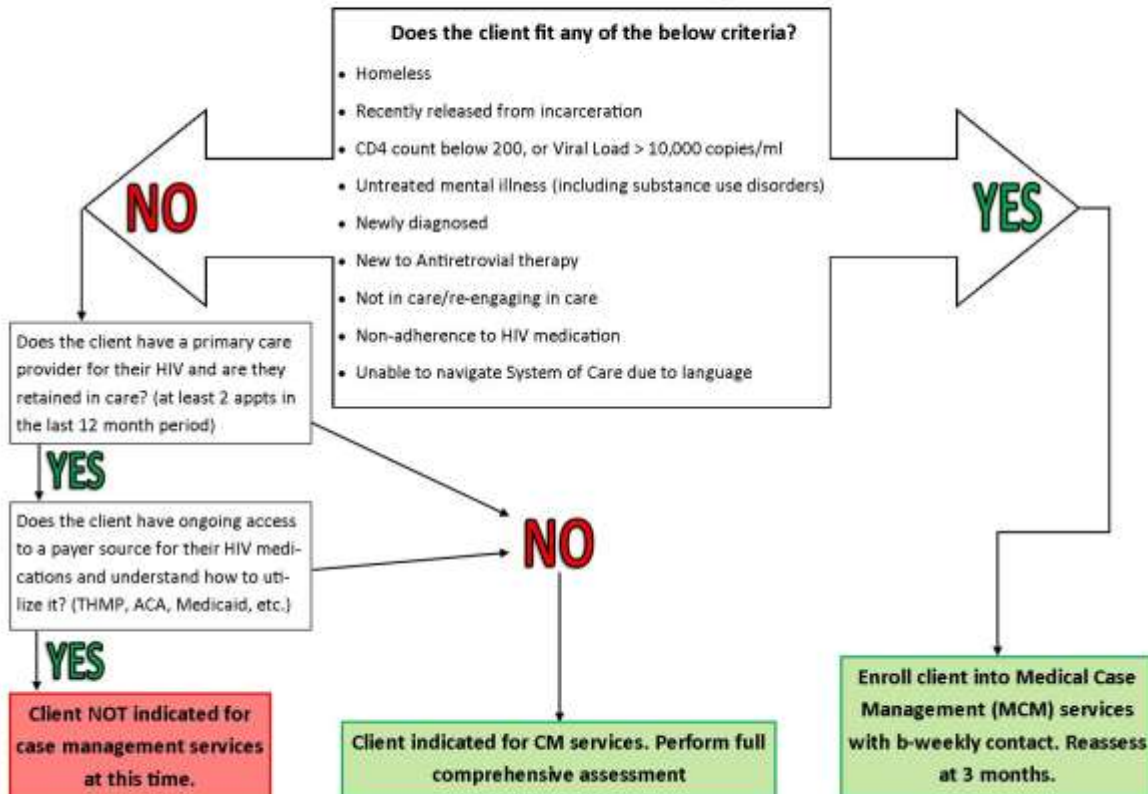 Does the client fit any of the below criteria?
• Homeless
• Recently released from incarceration
• CD4 count below 200, or Viral Load > 10,000 copies/ml
• Untreated mental illness (including substance use disorders)
• Newly diagnosed
• New to Antiretrovial therapy
• Not in care/re-engaging in care
• Non-adherence to HIV medication
• Unable to navigate System of Care due to language
NO
YES
Does the client have a primary care
provider for their HIV and are they
retained in care? (at least 2 appts in
the last 12 month period)
YES
Does the client have ongoing access
to a payer source for their HIV medi-
cations and understand how to uti-
lize it? (THMP, ACA, Medicaid, etc.)
NO
YES
Client NOT indicated for
case management services
at this time.
Client indicated for CM services. Perform full
comprehensive assessment
Enroll client into Medical Case
Management (MCM) services
with b-weekly contact. Reassess
at 3 months.